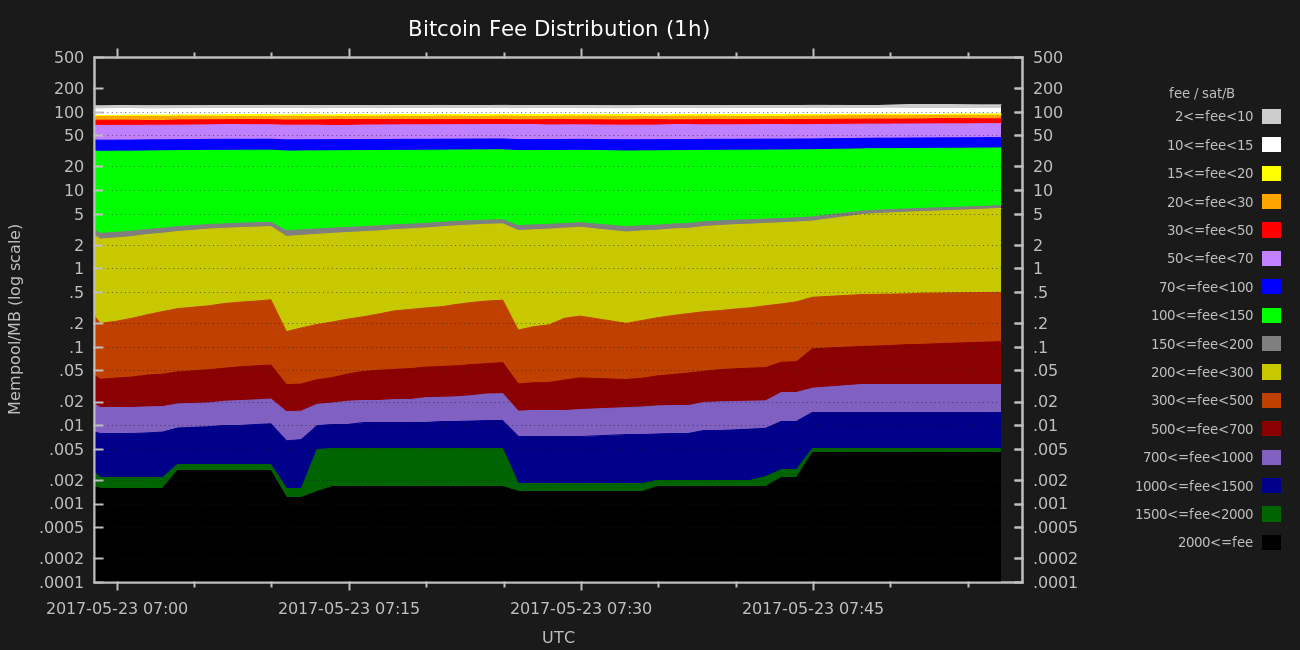 Bitcoin Fee Distribution (1h)
Mempool/MB (log scale)
500
200
100
50
20
10
5
2
1
.5
.2
.1
.05
.02
.01
.005
.002
.001
.0005
.0002
.0001
500
200
100
50
20
10
5
2
1
.5
.2
.1
.05
.02
.01
.005
.002
.001
.0005
.0002
.0001
2017-05-23 07:00
2017-05-23 07:15
2017-05-23 07:30
2017-05-23 07:45
UTC
fee / sat/B
2<=fee<10
10<=fee<15
15<=fee<20
20<=fee<30
30<=fee<50
50<=fee<70
70<=fee<100
100<=fee<150
150<=fee<200
200<=fee<300
300<=fee<500
500<=fee<700
700<=fee<1000
1000<=fee<1500
1500<=fee<2000
2000<=fee